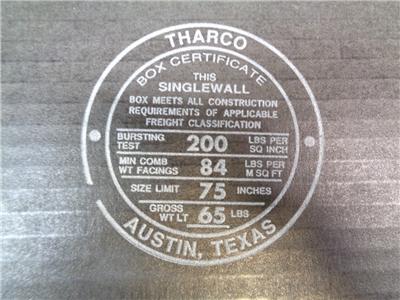 THARCO
BOX CERTIFICATE
THIS
SINGLEWALL
BOX MEETS ALL CONSTRUCTION
REQUIREMENTS OF APPLICABLE
FREIGHT CLASSIFICATION
BURSTING TEST 200 LBS PER SQ INCH
MIN COMB WT FACINGS 84 LBS PER M SQ FT
SIZE LIMIT 75 INCHES
GROSS WT LT 65 LBS
AUSTIN, TEXAS